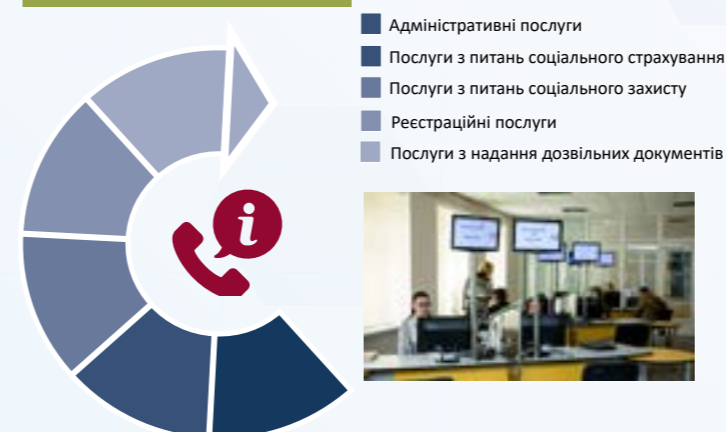 Адміністративні послуги
Послуги з питань соціального страхування
Послуги з питань соціального захисту
Реєстраційні послуги
Послуги з надання дозвільних документів
i